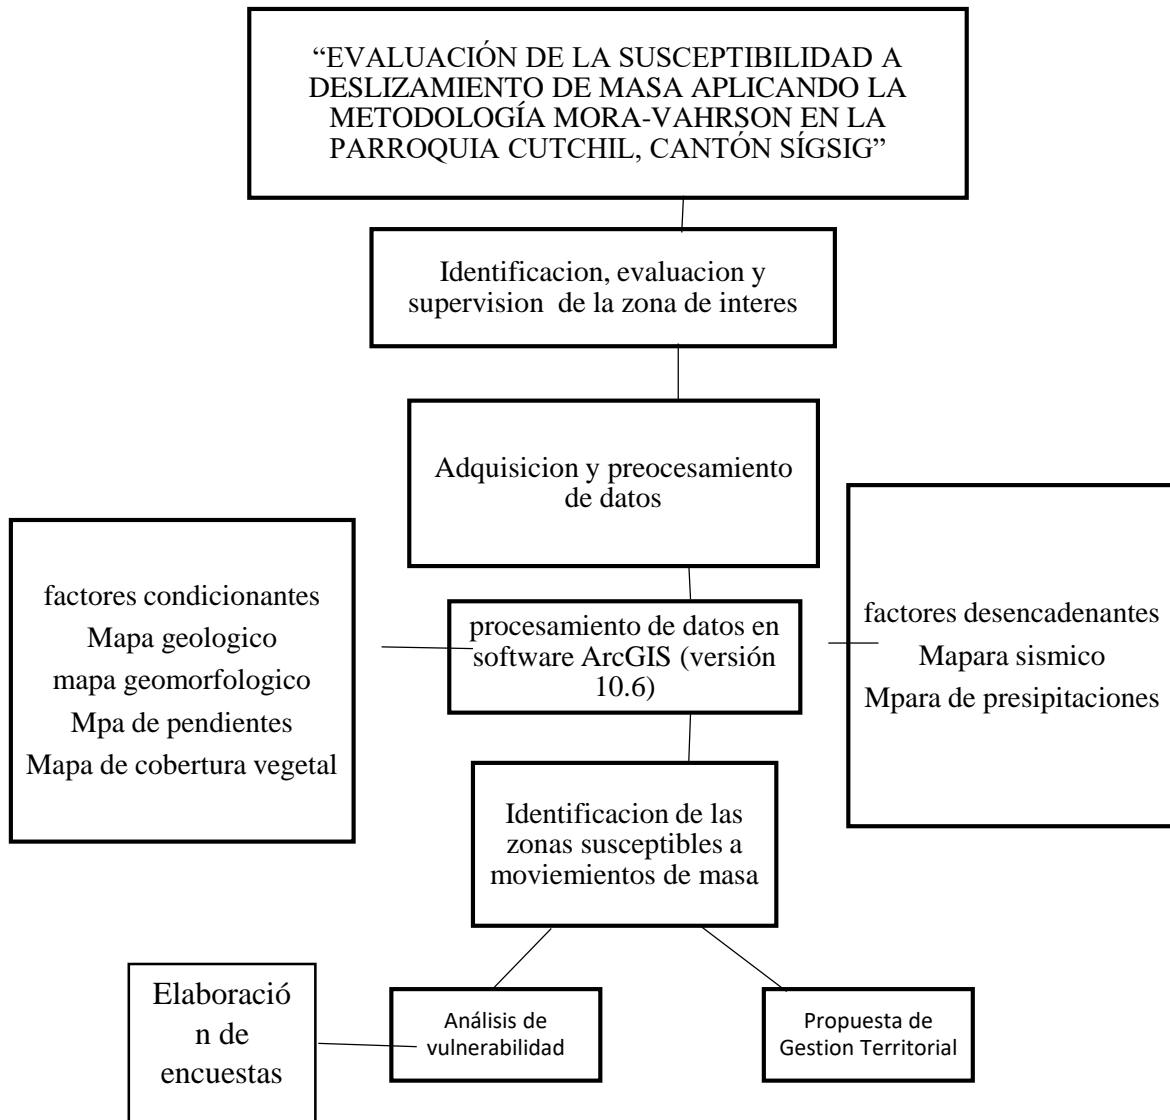 “EVALUACIÓN DE LA SUSCEPTIBILIDAD A
DESLIZAMIENTO DE MASA APLICANDO LA
METODOLOGÍA MORA-VAHRSON EN LA
PARROQUIA CUTCHIL, CANTÓN SÍGSIG”
Identificacion, evaluacion y
supervision de la zona de interes
Adquisicion y preocesamiento
de datos
factores condicionantes
Mapa geologico
mapa geomorfologico
Mpa de pendientes
Mapa de cobertura vegetal
procesamiento de datos en
software ArcGIS (versión
10.6)
factores desencadenantes
Mapara sismico
Mpara de presipitaciones
Identificacion de las
zonas susceptibles a
moviemientos de masa
Elaboració
n de
encuestas
Análisis de
vulnerabilidad
Propuesta de
Gestion Territorial